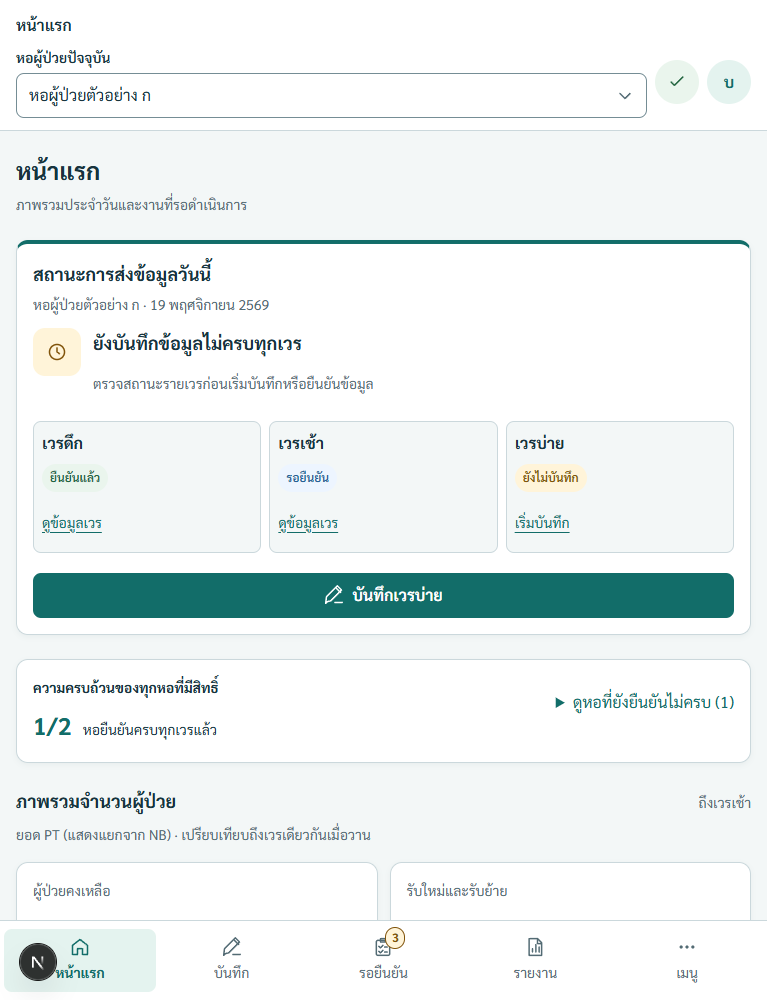 หน้าแรก
หอผู้ป่วยปัจจุบัน
หอผู้ป่วยตัวอย่าง ก
บ
หน้าแรก
ภาพรวมประจำวันและงานที่รอดำเนินการ
สถานะการส่งข้อมูลวันนี้
หอผู้ป่วยตัวอย่าง ก · 19 พฤศจิกายน 2569
ยังบันทึกข้อมูลไม่ครบทุกเวร
ตรวจสถานะรายเวรก่อนเริ่มบันทึกหรือยืนยันข้อมูล
เวรดึก
ยืนยันแล้ว
ดูข้อมูลเวร
เวรเช้า
รอยืนยัน
ดูข้อมูลเวร
เวรบ่าย
ยังไม่บันทึก
เริ่มบันทึก
บันทึกเวรบ่าย
ความครบถ้วนของทุกหอที่มีสิทธิ์
1/2 หอยืนยันครบทุกเวรแล้ว
▶ ดูหอที่ยังยืนยันไม่ครบ (1)
ภาพรวมจำนวนผู้ป่วย
ถึงเวรเช้า
ยอด PT (แสดงแยกจาก NB) · เปรียบเทียบถึงเวรเดียวกันเมื่อวาน
ผู้ป่วยคงเหลือ
รับใหม่และรับย้าย
N
หน้าแรก
บันทึก
3
รอยืนยัน
รายงาน
เมนู